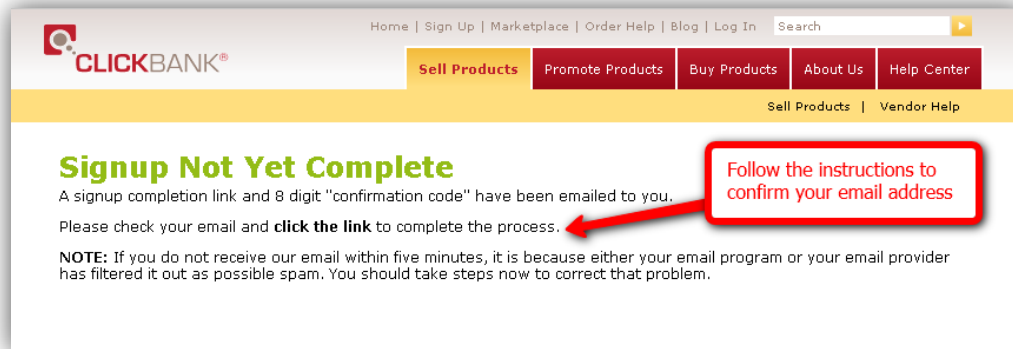 Home | Sign Up | Marketplace | Order Help | Blog | Log In Search
CLICKBANK®
Sell Products Promote Products Buy Products About Us Help Center
Sell Products | Vendor Help
Signup Not Yet Complete
A signup completion link and 8 digit "confirmation code" have been emailed to you.
Follow the instructions to
confirm your email address
Please check your email and click the link to complete the process.
NOTE: If you do not receive our email within five minutes, it is because either your email program or your email provider
has filtered it out as possible spam. You should take steps now to correct that problem.